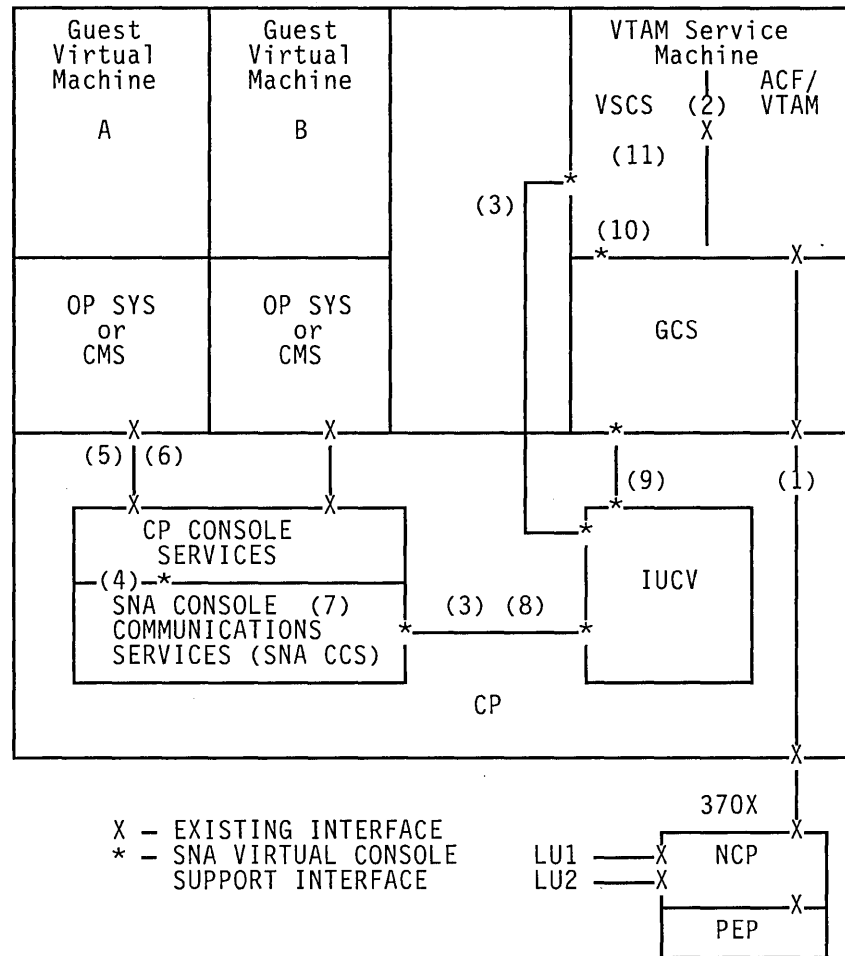 Guest
Virtual
Machine
A
Guest
Virtual
Machine
B
VTAM Service
Machine
ACF/
VSCS (2) VTAM
X
(11)
*
(3)
(10)
* X
OP SYS
or
CMS
OP SYS
or
CMS
GCS
X X * X
(5) (6)
(9)
(1)
X X *
CP CONSOLE
SERVICES
*
IUCV
(4) *
SNA CONSOLE (7)
COMMUNICATIONS
SERVICES (SNA CCS)
*
(3) (8)
*
CP
X
370X
X – EXISTING INTERFACE
* – SNA VIRTUAL CONSOLE
SUPPORT INTERFACE
X
LU1 X NCP
LU2 X
X
PEP